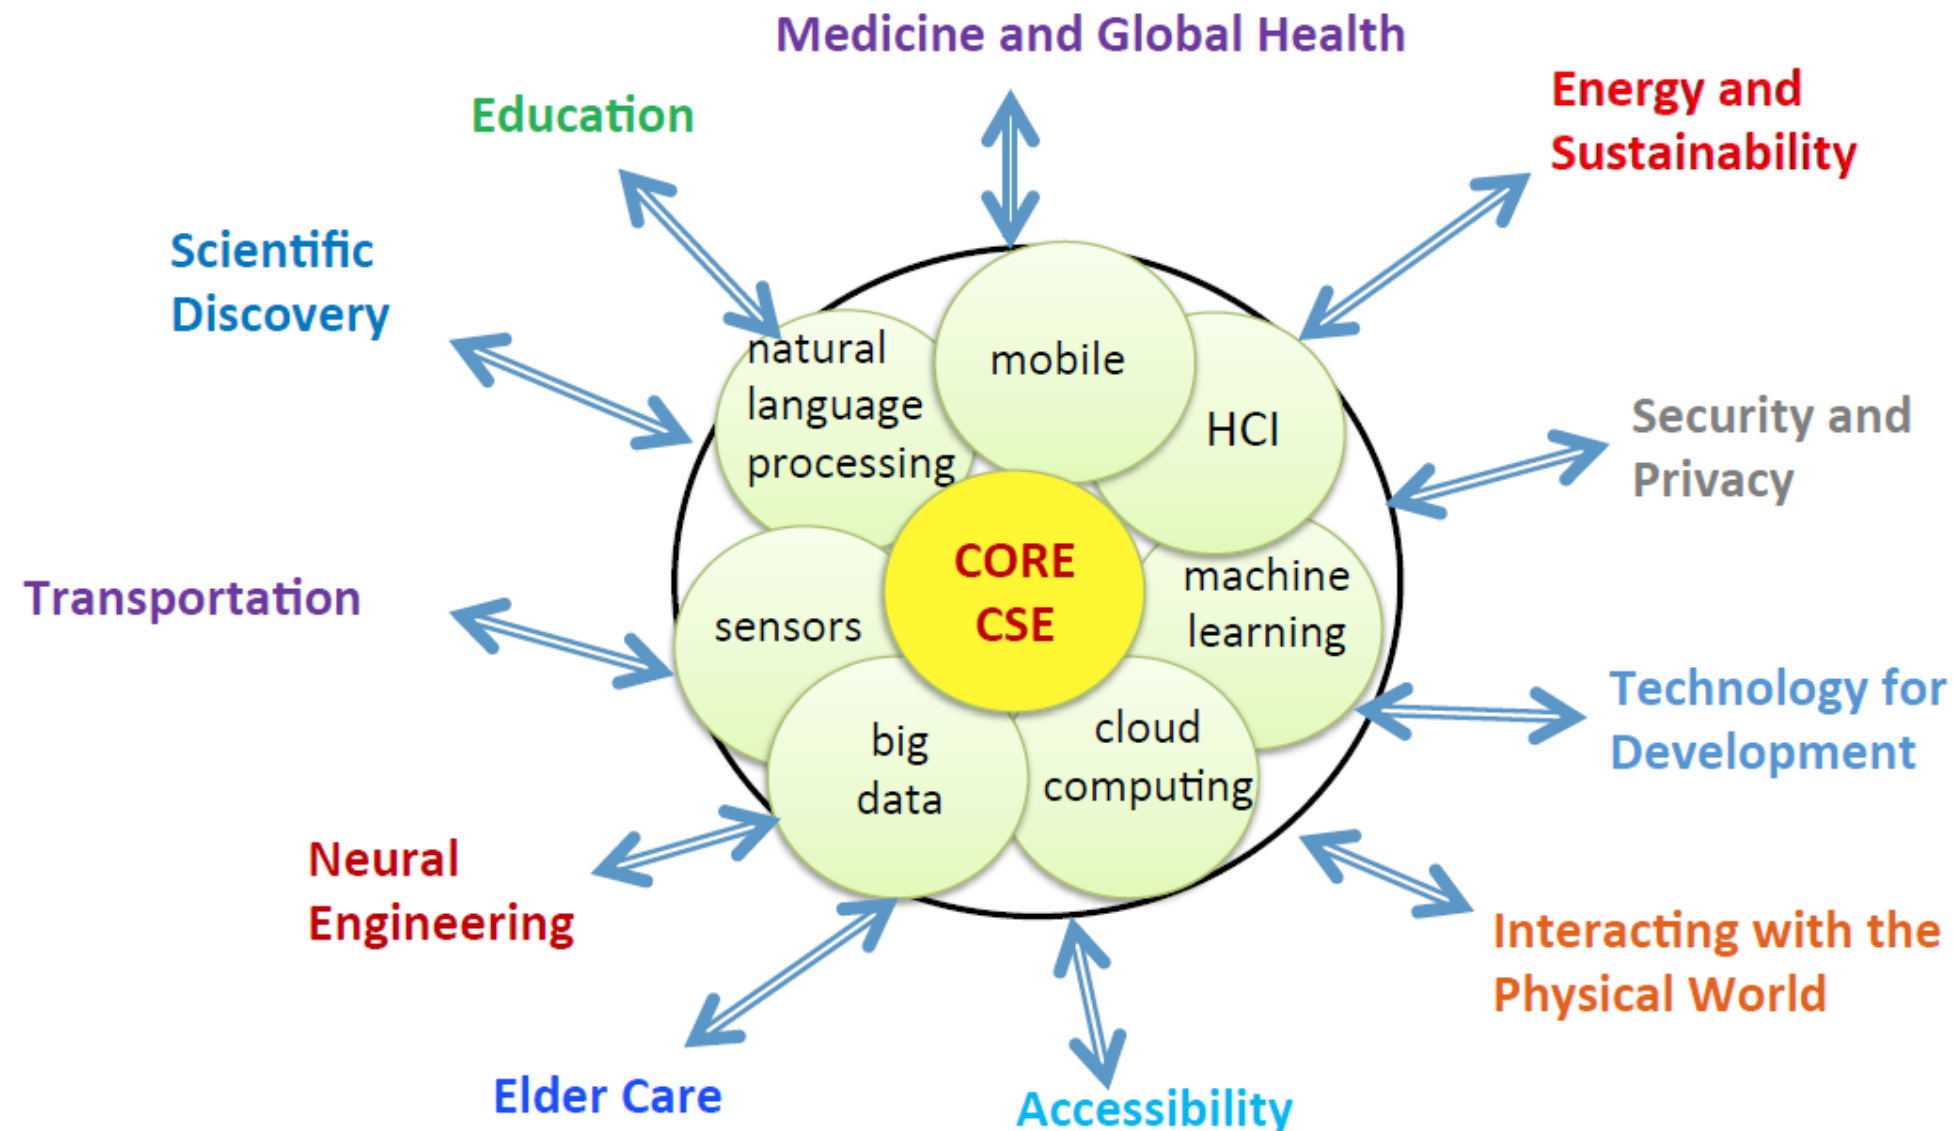 Medicine and Global Health
Education
Energy and
Sustainability
Scientific
Discovery
natural
language
processing
mobile
HCI
Security and
Privacy
CORE
CSE
Transportation
sensors
machine
learning
big
data
cloud
computing
Technology for
Development
Neural
Engineering
Interacting with the
Physical World
Elder Care
Accessibility